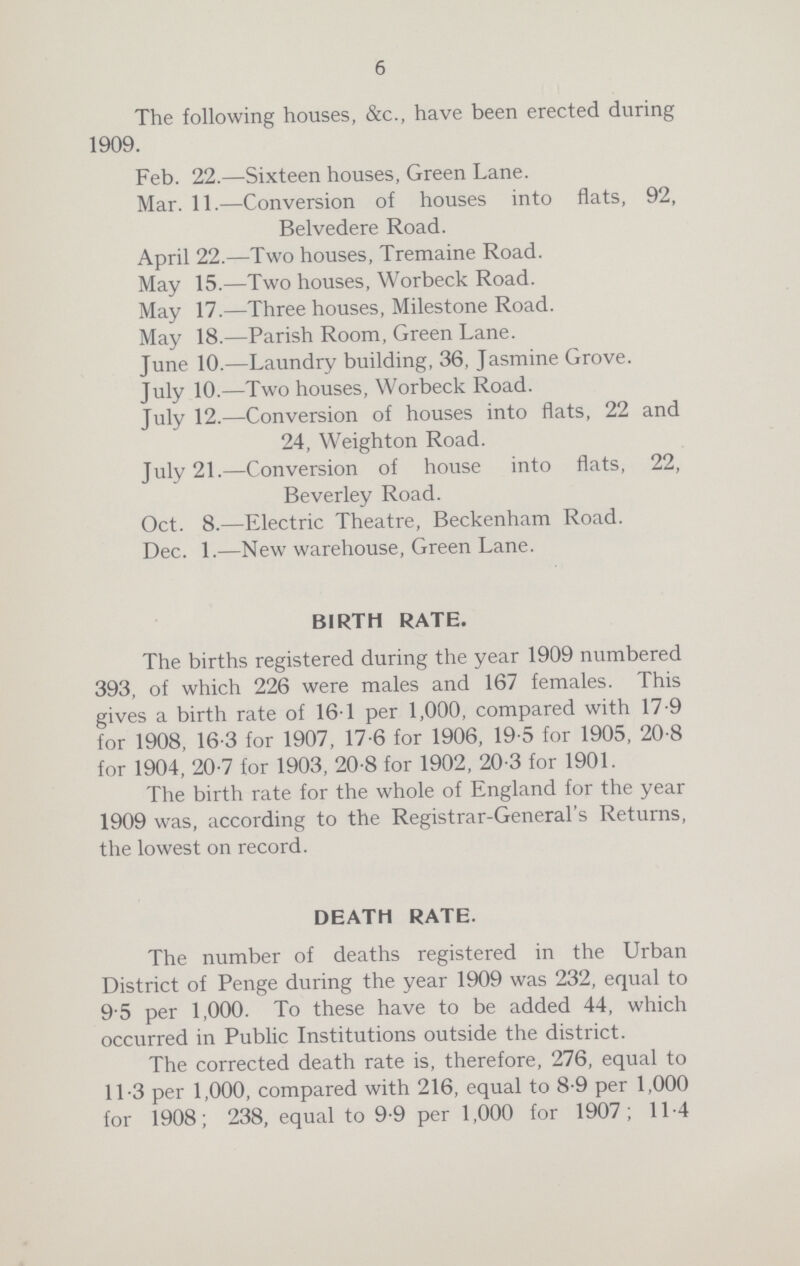 6
The following houses, &c., have been erected during
1909.
Feb. 22.—Sixteen houses, Green Lane.
Mar. 11.—Conversion of houses into flats, 92,
Belvedere Road.
April 22.—Two houses, Tremaine Road.
May 15.—Two houses, Worbeck Road.
May 17.—Three houses, Milestone Road.
May 18.—Parish Room, Green Lane.
June 10.—Laundry building, 36, Jasmine Grove.
July 10.—Two houses, Worbeck Road.
July 12.—Conversion of houses into flats, 22 and
24, Weighton Road.
July 21.—Conversion of house into flats, 22,
Beverley Road.
Oct. 8.—Electric Theatre, Beckenham Road.
Dec. 1.—New warehouse, Green Lane.
BIRTH RATE.
The births registered during the year 1909 numbered
393, of which 226 were males and 167 females. This
gives a birth rate of 16·1 per 1,000, compared with 17·9
for 1908, 16·3 for 1907, 17·6 for 1906, 19·5 for 1905, 20·8
for 1904, 20·7 for 1903, 20·8 for 1902, 20·3 for 1901.
The birth rate for the whole of England for the year
1909 was, according to the Registrar-General's Returns,
the lowest on record.
DEATH RATE.
The number of deaths registered in the Urban
District of Penge during the year 1909 was 232, equal to
9·5 per 1,000. To these have to be added 44, which
occurred in Public Institutions outside the district.
The corrected death rate is, therefore, 276, equal to
11·3 per 1,000, compared with 216, equal to 8·9 per 1,000
for 1908; 238, equal to 9·9 per 1,000 for 1907; 11·4